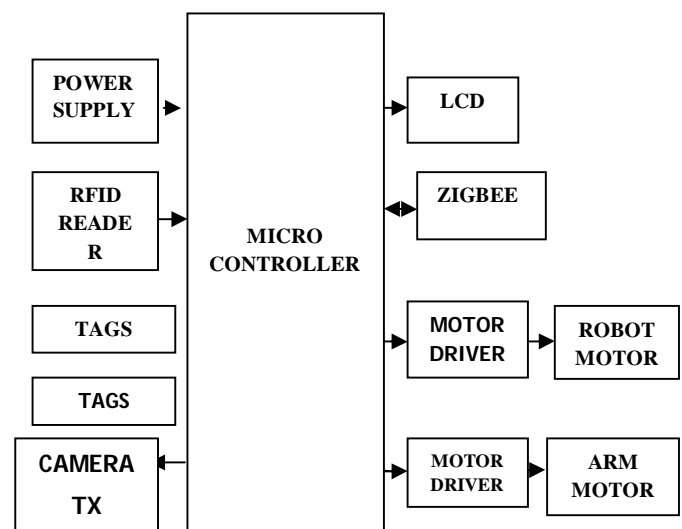 POWER
SUPPLY
LCD
RFID
READE
R
ZIGBEE
MICRO
CONTROLLER
TAGS
MOTOR
DRIVER
ROBOT
MOTOR
TAGS
CAMERA
TX
MOTOR
DRIVER
ARM
MOTOR